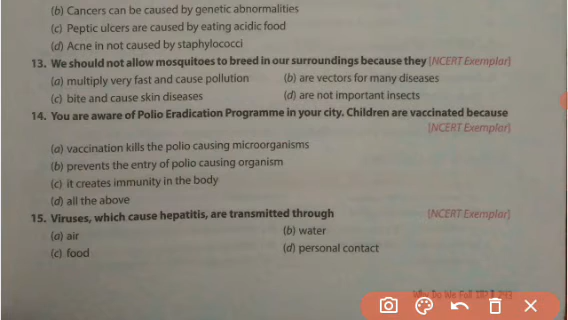 (b) Cancers can be caused by genetic abnormalities
(c) Peptic ulcers are caused by eating acidic food
(d) Acne in not caused by staphylococci
13. We should not allow mosquitoes to breed in our surroundings because they [NCERT Exemplar]
(a) multiply very fast and cause pollution (b) are vectors for many diseases
(c) bite and cause skin diseases (d) are not important insects
14. You are aware of Polio Eradication Programme in your city. Children are vaccinated because
[NCERT Exemplar]
(a) vaccination kills the polio causing microorganisms
(b) prevents the entry of polio causing organism
(c) it creates immunity in the body
(d) all the above
15. Viruses, which cause hepatitis, are transmitted through [NCERT Exemplar]
(a) air (b) water
(c) food (d) personal contact
Why Do We Fall